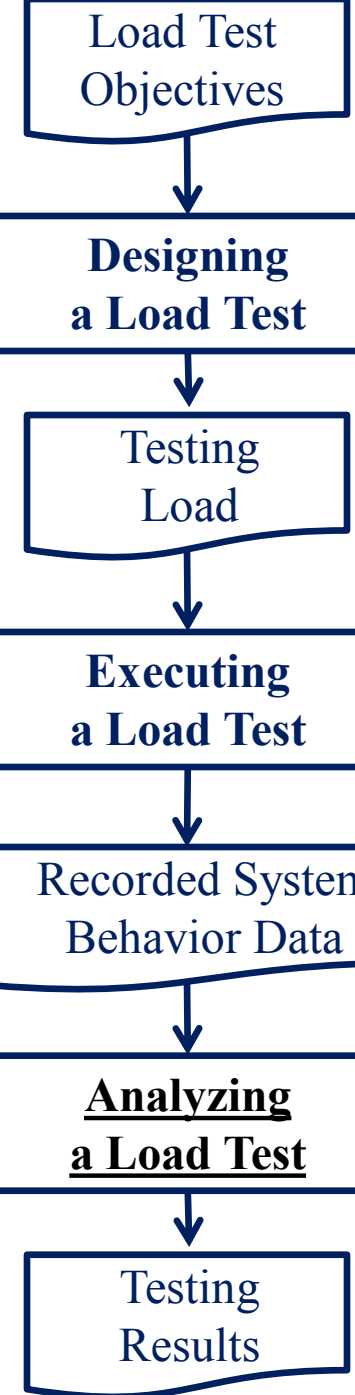 Load Test
Objectives
Designing
a Load Test
Testing
Load
Executing
a Load Test
Recorded System
Behavior Data
Analyzing
a Load Test
Testing
Results